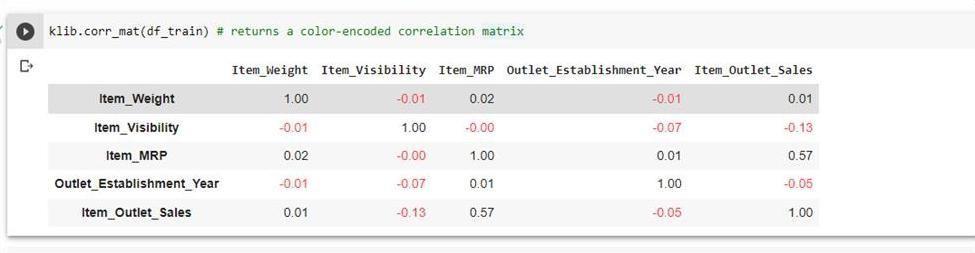 klib.corr_mat(df_train) # returns a color-encoded correlation matrix
Item_Weight Item_Visibility Item_MRP Outlet_Establishment_Year Item_Outlet_Sales
Item_Weight 1.00 -0.01 0.02 -0.01 0.01
Item_Visibility -0.01 1.00 -0.00 -0.07 -0.13
Item_MRP 0.02 -0.00 1.00 0.01 0.57
Outlet_Establishment_Year -0.01 -0.07 0.01 1.00 -0.05
Item_Outlet_Sales 0.01 -0.13 0.57 -0.05 1.00